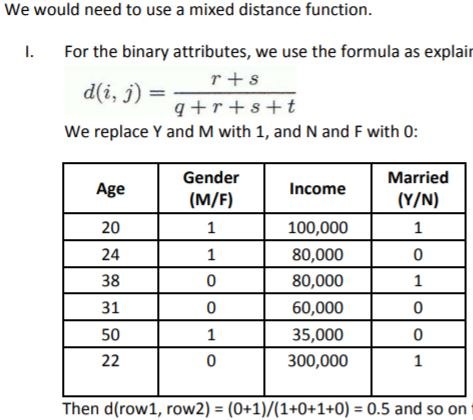 We would need to use a mixed distance function.
I. For the binary attributes, we use the formula as
d(i, j) = r + s / q + r + s + t
We replace Y and M with 1, and N and F with 0:
Age Gender (M/F) Income Married (Y/N)
20 1 100,000 1
24 1 80,000 0
38 0 80,000 1
31 0 60,000 0
50 1 35,000 0
22 0 300,000 1
Then d(row1, row2) = (0+1)/(1+0+1+0) = 0.5 and so on